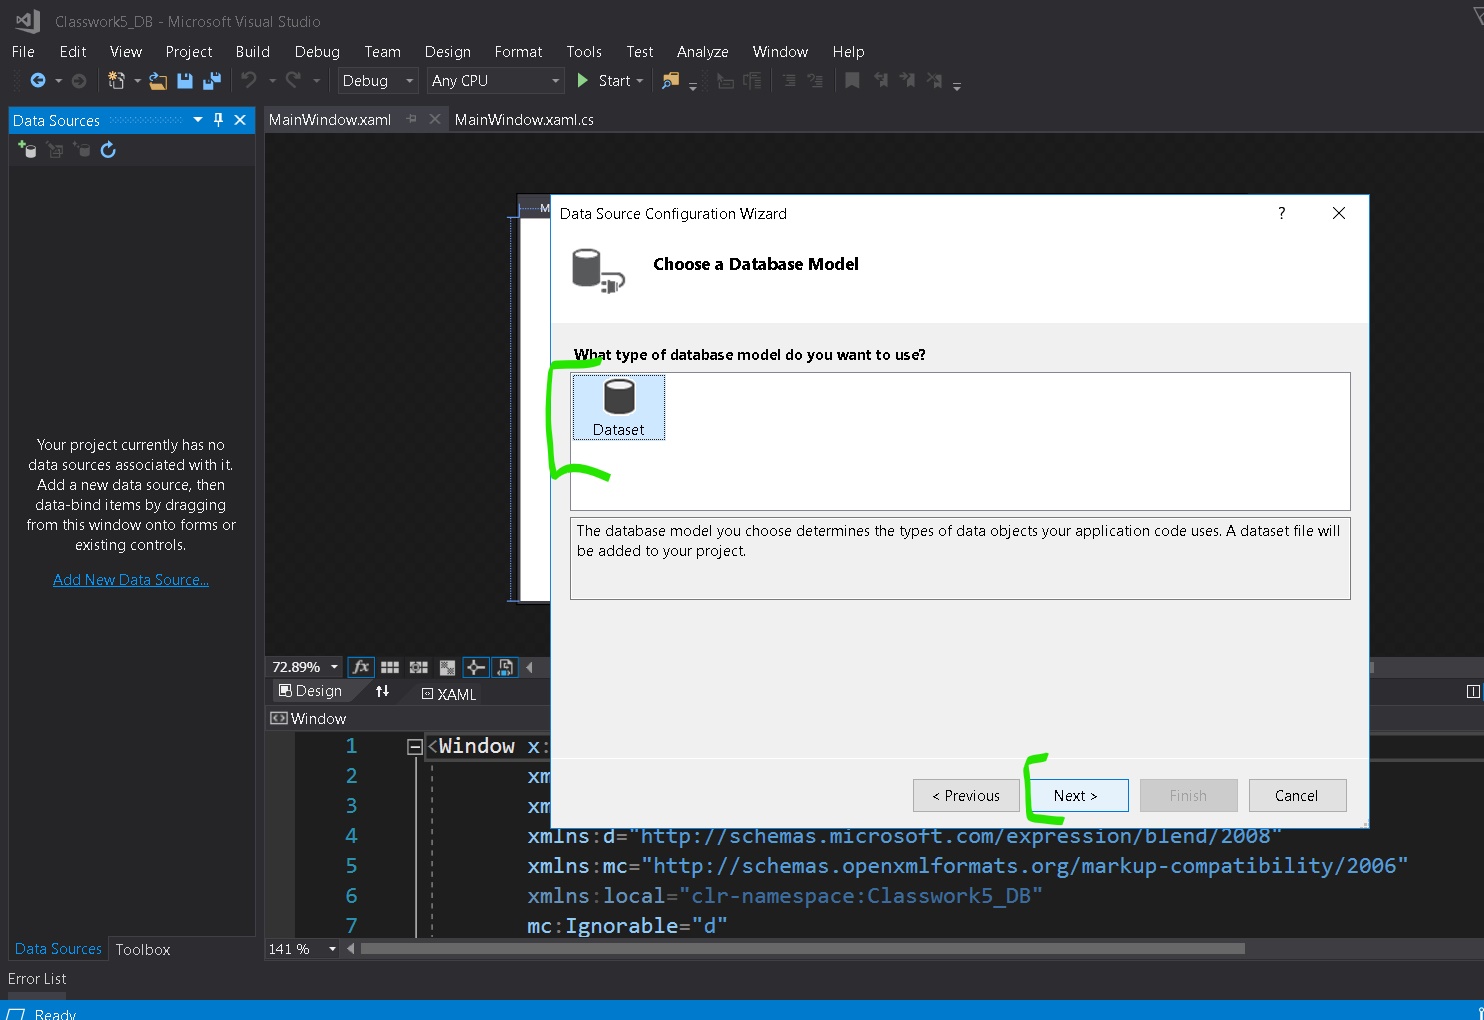 Classwork5_DB - Microsoft Visual Studio
File Edit View Project Build Debug Team Design Format Tools Test Analyze Window Help
Debug Any CPU Start
Data Sources
MainWindow.xaml MainWindow.xaml.cs
Data Source Configuration Wizard ?
Choose a Database Model
What type of database model do you want to use?
Dataset
The database model you choose determines the types of data objects your application code uses. A dataset file will
be added to your project.
< Previous Next > Finish Cancel
Your project currently has no
data sources associated with it.
Add a new data source, then
data-bind items by dragging
from this window onto forms or
existing controls.
Add New Data Source...
72.89% fx
Design XAML
Window
1 <Window x:
2 xm
3 xm
4 xmlns:d="http://schemas.microsoft.com/expression/blend/2008"
5 xmlns:mc="http://schemas.openxmlformats.org/markup-compatibility/2006"
6 xmlns:local="clr-namespace:Classwork5_DB"
7 mc:Ignorable="d"
141 %
Data Sources Toolbox
Error List
Ready